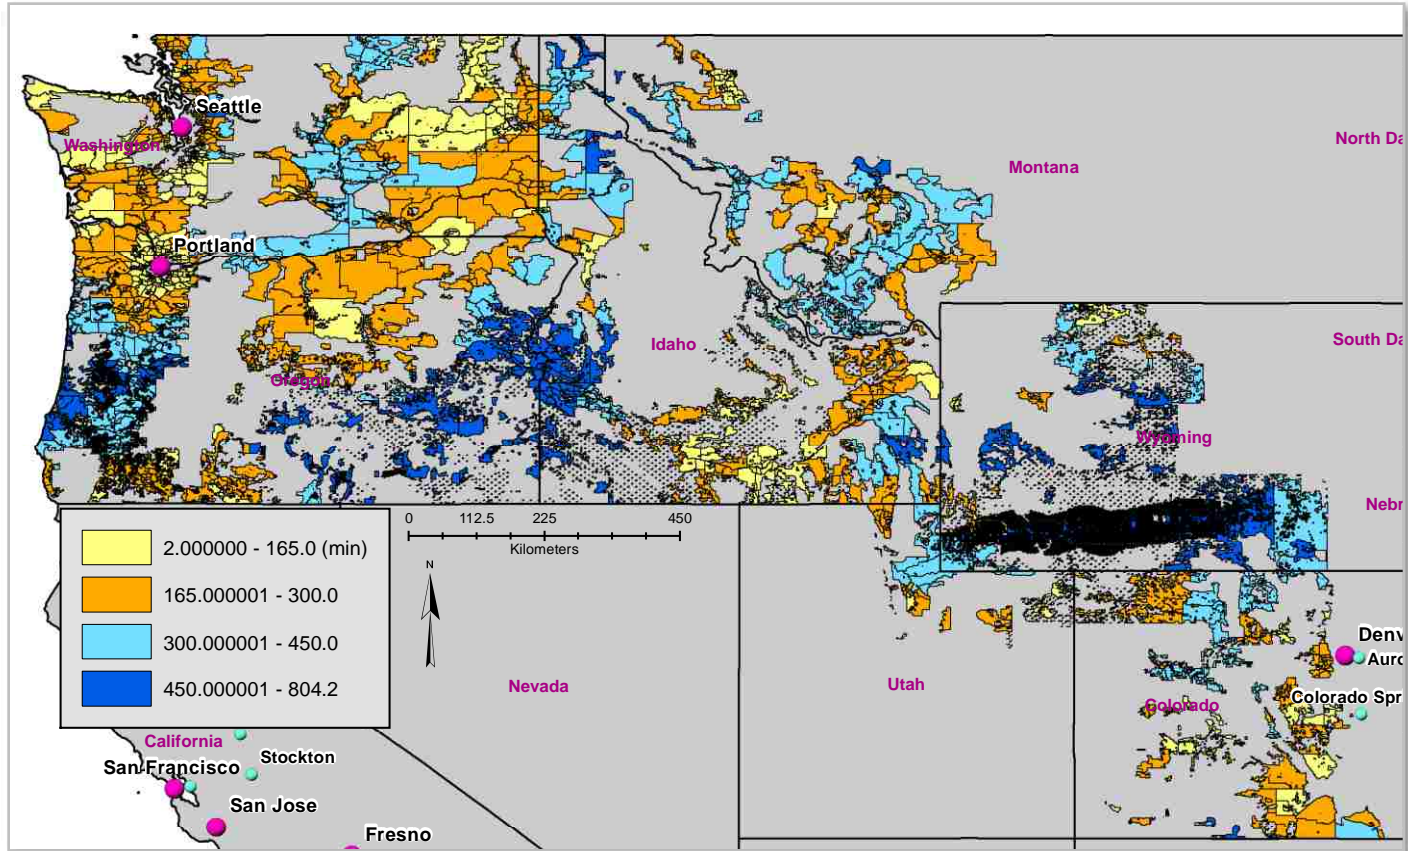 Seattle
Washington
North Da
Montana
Portland
Idaho
South Da
Oregon
Wyoming
Nebr
0 112.5 225 450
Kilometers
N
2.000000 - 165.0 (min)
165.000001 - 300.0
300.000001 - 450.0
450.000001 - 804.2
Denv
Auro
Nevada
Utah
Colorado Spr
Colorado
California
Stockton
San Francisco
San Jose
Fresno